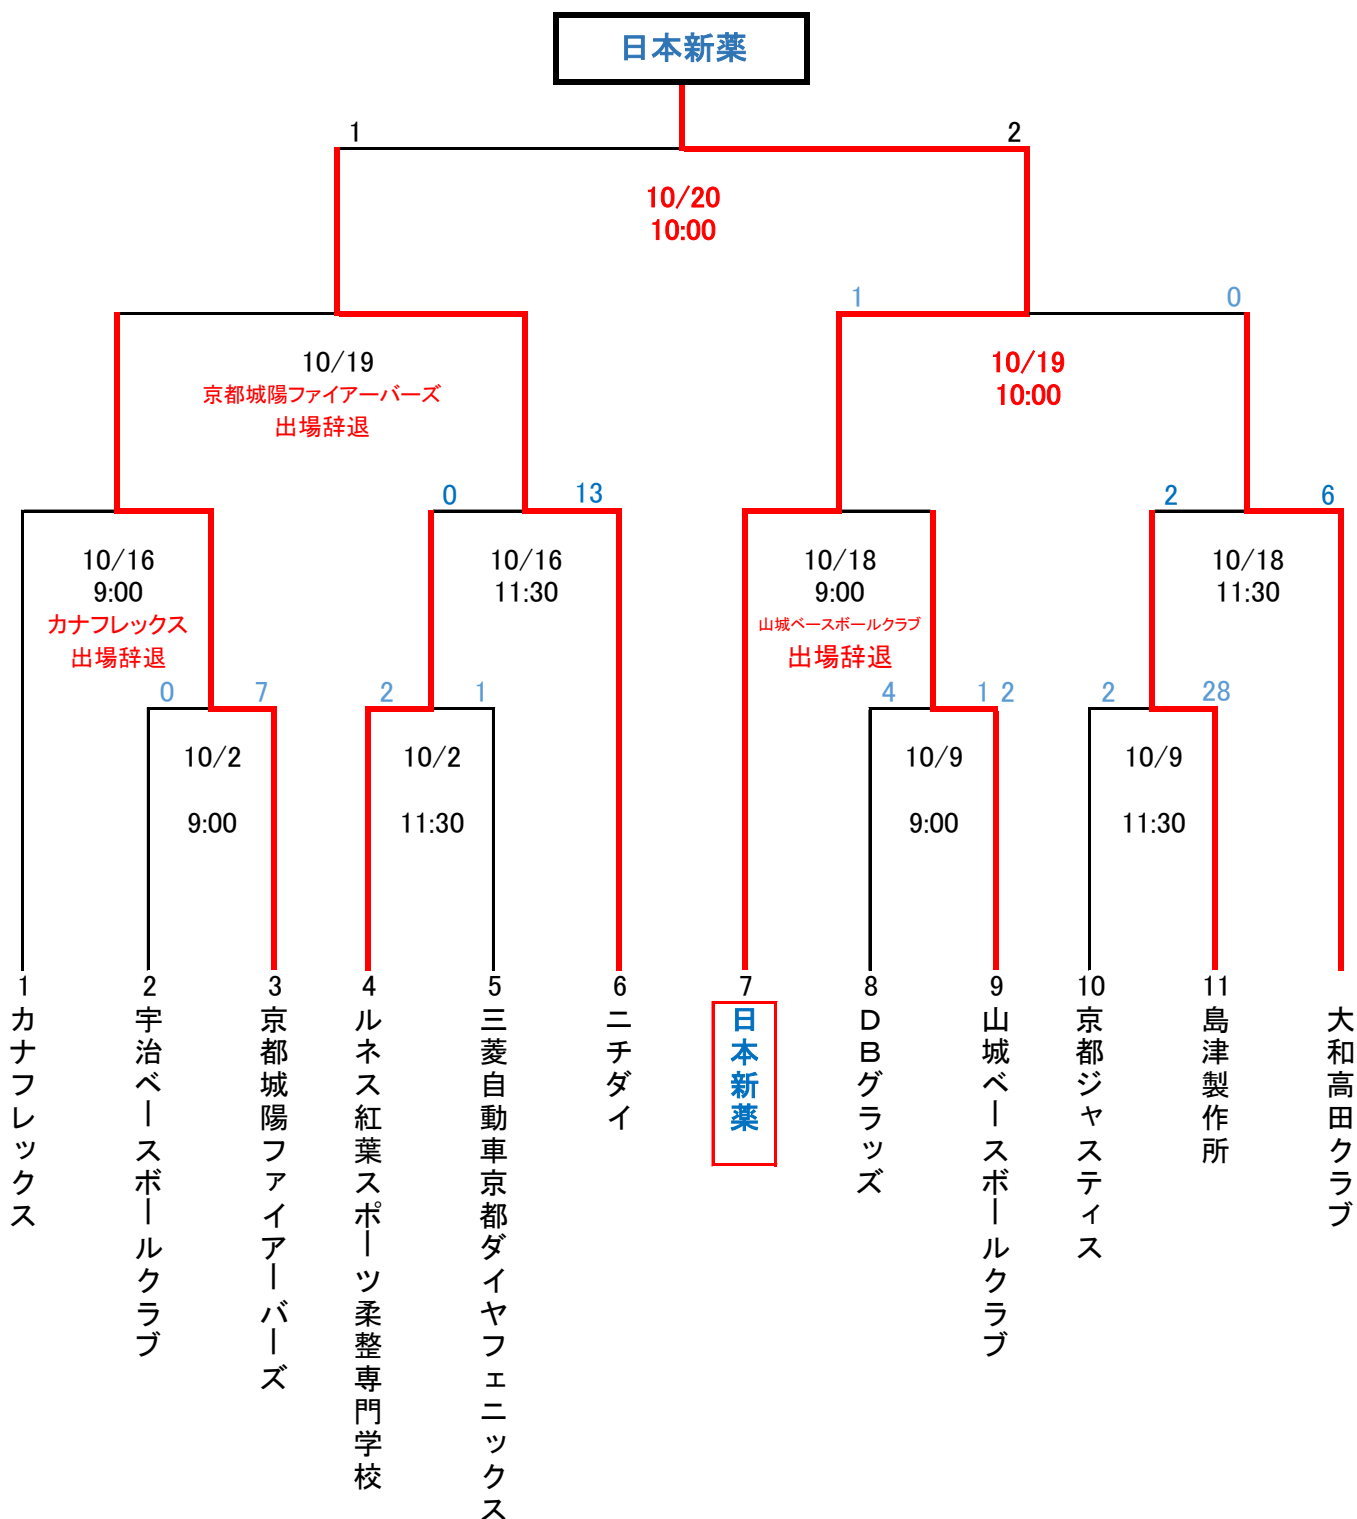 日本新薬
1
2
10/20
10:00
1
0
10/19
京都城陽ファイアーバーズ
出場辞退
10/19
10:00
0
13
2
6
10/16
9:00
カナフレックス
出場辞退
10/16
11:30
10/18
9:00
山城ベースボールクラブ
出場辞退
10/18
11:30
0
7
2
1
4
1 2
2
28
10/2
9:00
10/2
11:30
10/9
9:00
10/9
11:30
1
カナフレックス
2
宇治ベースボールクラブ
3
京都城陽ファイアーバーズ
4
ルネス紅葉スポーツ柔整専門学校
5
三菱自動車京都ダイヤフェニックス
6
ニチダイ
7
日本新薬
8
ＤＢグラッズ
9
山城ベースボールクラブ
10
京都ジャスティス
11
島津製作所
大和高田クラブ